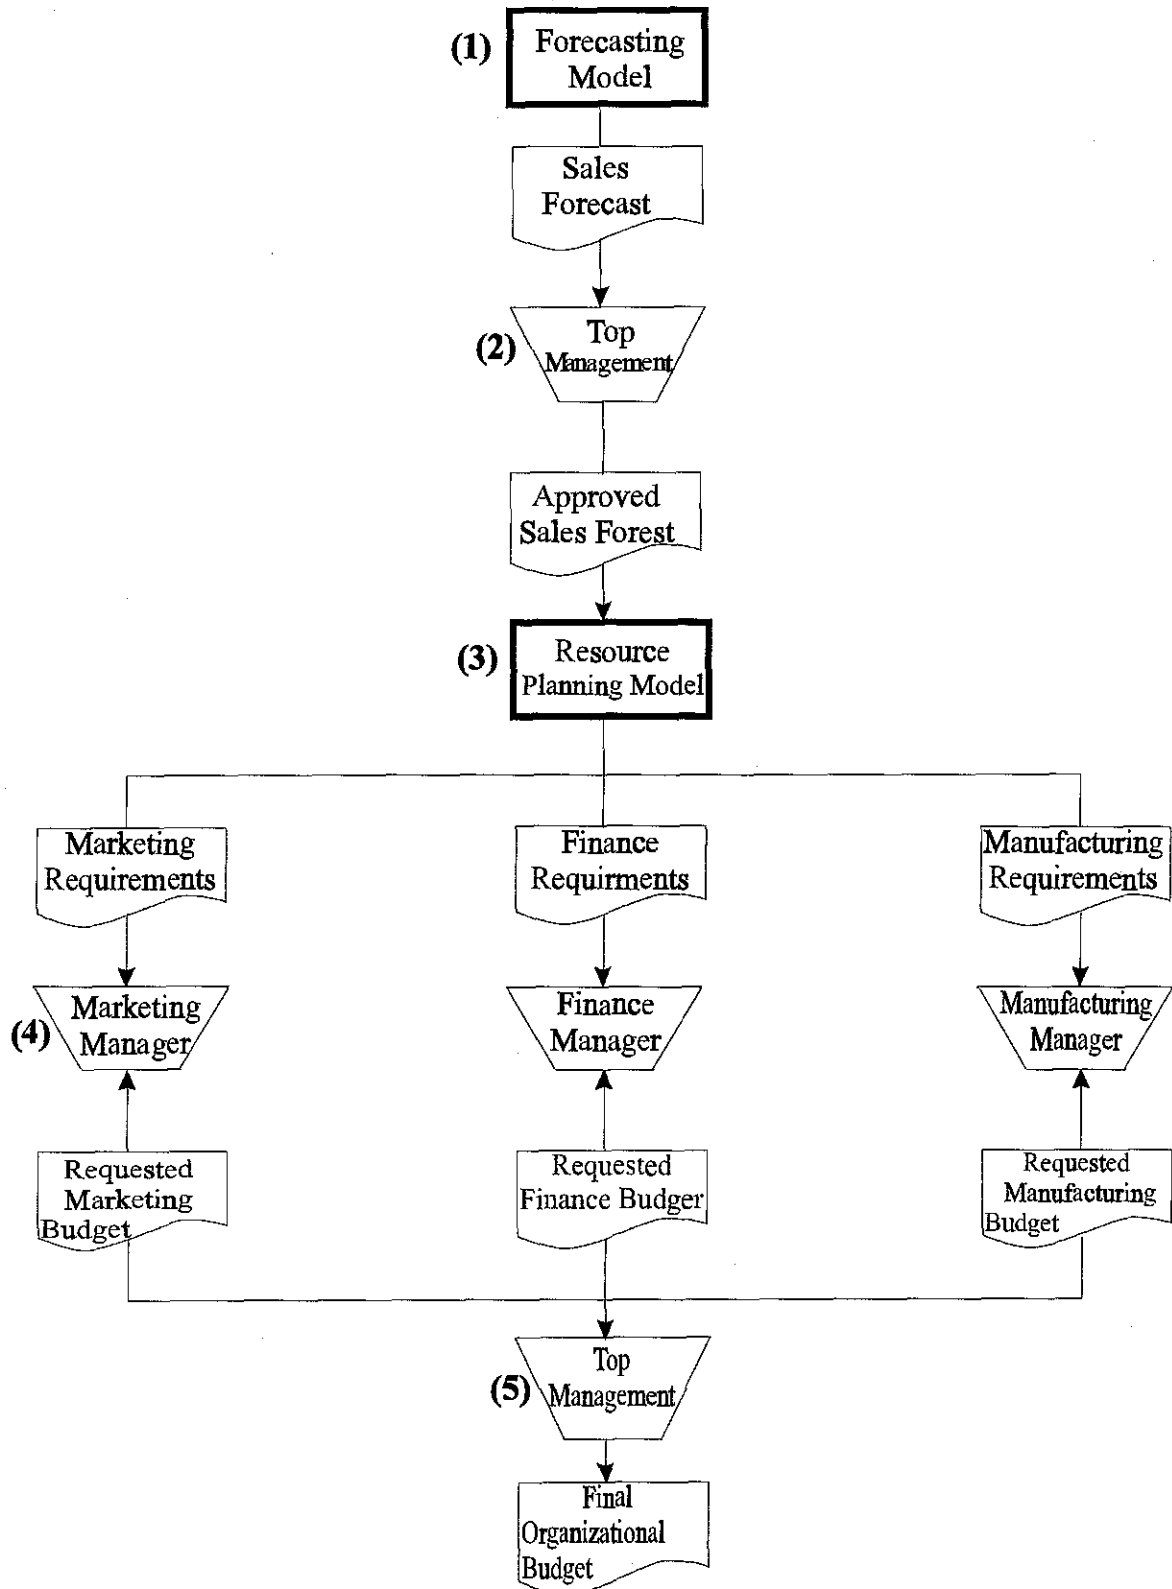 (1)
Forecasting
Model
Sales
Forecast
(2)
Top
Management
Approved
Sales Forest
(3)
Resource
Planning Model
Marketing
Requirements
Finance
Requirments
Manufacturing
Requirements
(4)
Marketing
Manager
Finance
Manager
Manufacturing
Manager
Requested
Marketing
Budget
Requested
Finance Budger
Requested
Manufacturing
Budget
(5)
Top
Management
Final
Organizational
Budget